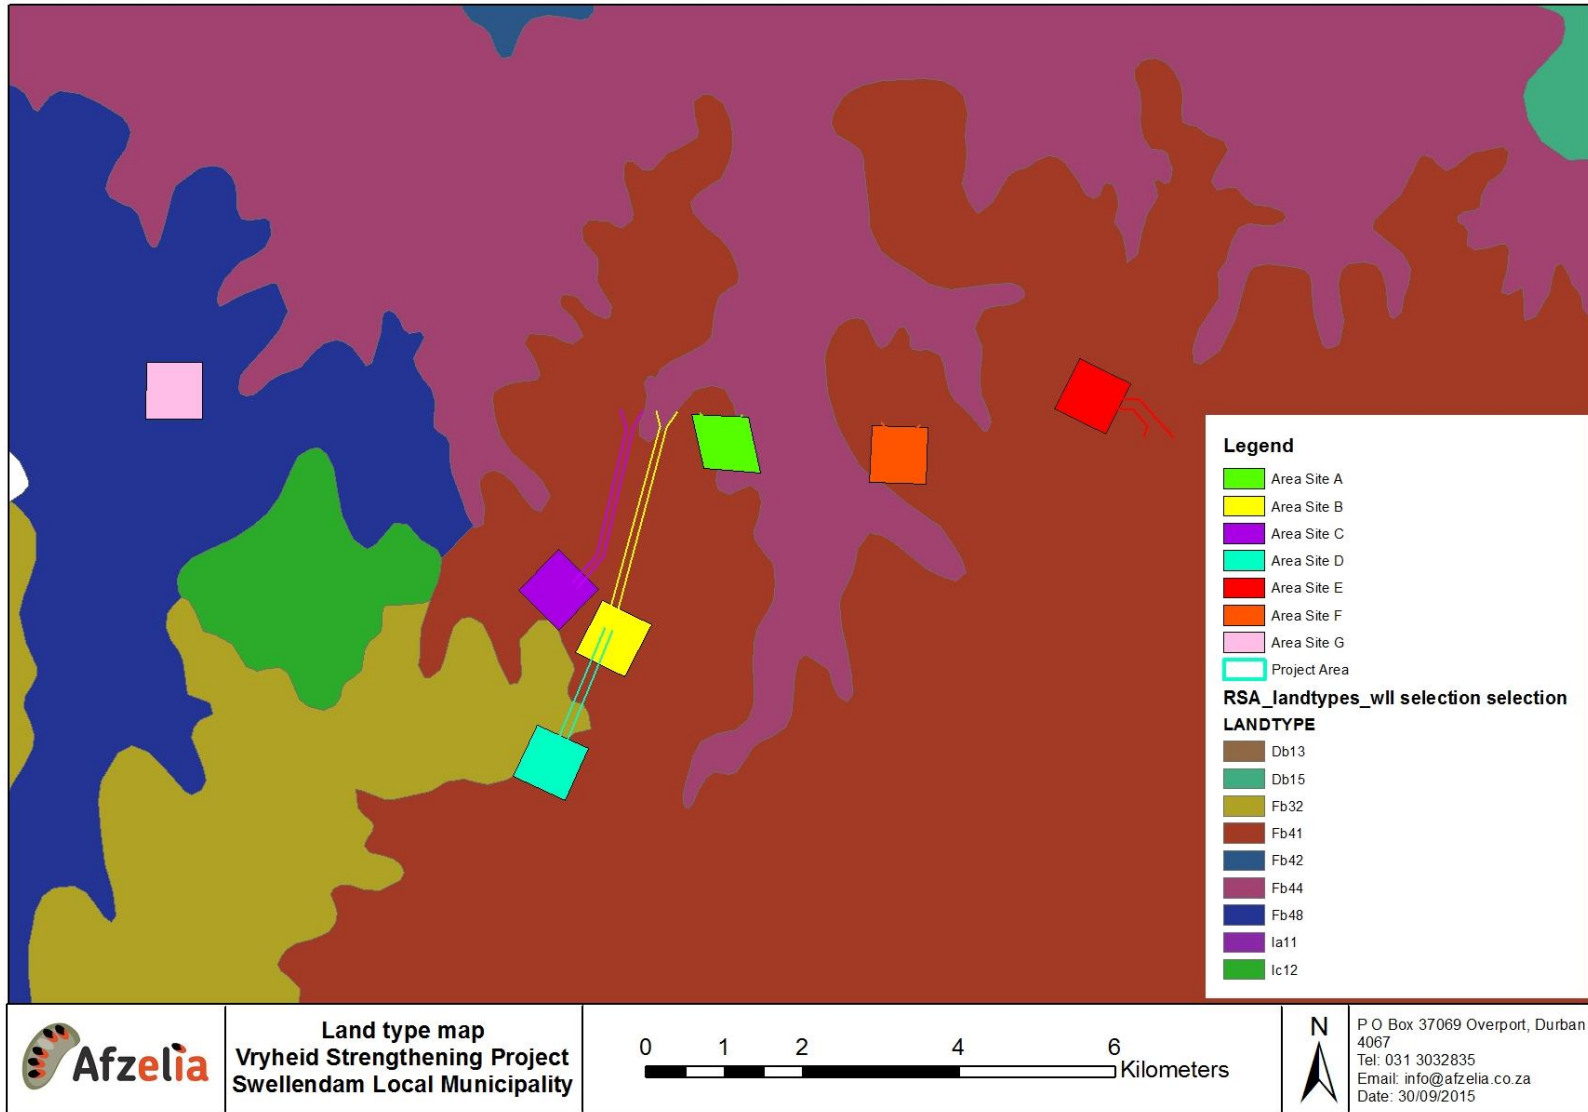 Legend
Area Site A
Area Site B
Area Site C
Area Site D
Area Site E
Area Site F
Area Site G
Project Area
RSA_landtypes_wll selection selection
LANDTYPE
Db13
Db15
Fb32
Fb41
Fb42
Fb44
Fb48
Ia11
Ic12
Afzelia
Land type map
Vryheid Strengthening Project
Swellendam Local Municipality
0 1 2 4 6
Kilometers
N
P O Box 37069 Overport, Durban
4067
Tel: 031 3032835
Email: info@afzelia.co.za
Date: 30/09/2015